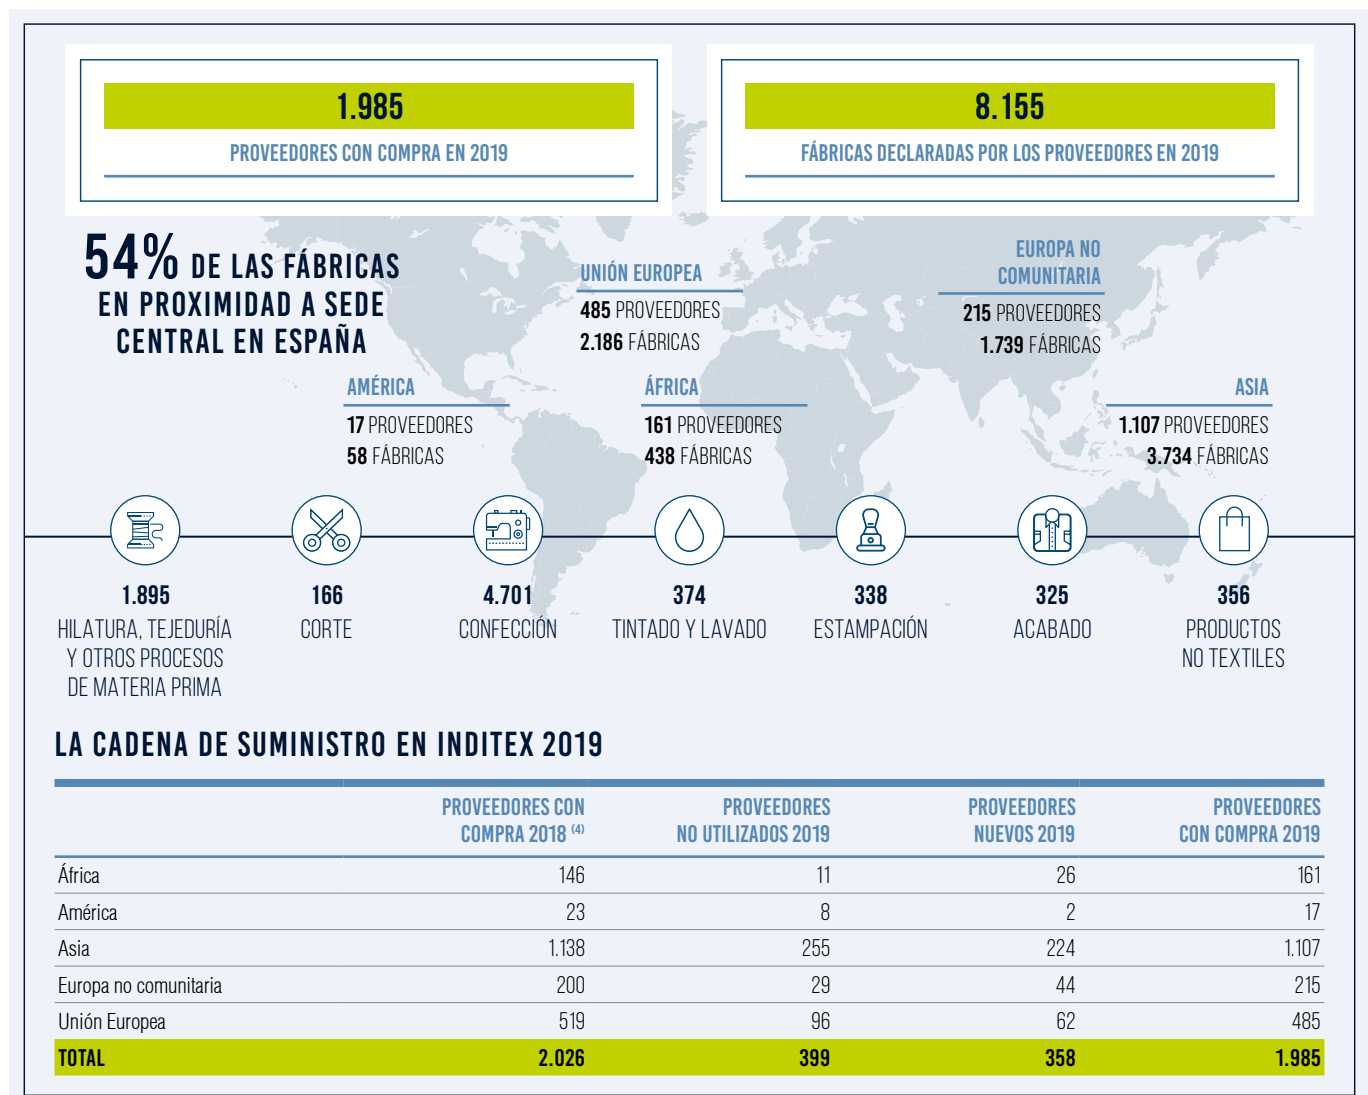 1.985
PROVEEDORES CON COMPRA EN 2019
8.155
FÁBRICAS DECLARADAS POR LOS PROVEEDORES EN 2019
54% DE LAS FÁBRICAS
EN PROXIMIDAD A SEDE
CENTRAL EN ESPAÑA
UNIÓN EUROPEA
485 PROVEEDORES
2.186 FÁBRICAS
EUROPA NO
COMUNITARIA
215 PROVEEDORES
1.739 FÁBRICAS
AMÉRICA
17 PROVEEDORES
58 FÁBRICAS
ÁFRICA
161 PROVEEDORES
438 FÁBRICAS
ASIA
1.107 PROVEEDORES
3.734 FÁBRICAS
1.895
HILATURA, TEJEDURÍA
Y OTROS PROCESOS
DE MATERIA PRIMA
166
CORTE
4.701
CONFECCIÓN
374
TINTADO Y LAVADO
338
ESTAMPACIÓN
325
ACABADO
356
PRODUCTOS
NO TEXTILES
LA CADENA DE SUMINISTRO EN INDITEX 2019
PROVEEDORES CON
COMPRA 2018 (4)
PROVEEDORES
NO UTILIZADOS 2019
PROVEEDORES
NUEVOS 2019
PROVEEDORES
CON COMPRA 2019
África 146 11 26 161
América 23 8 2 17
Asia 1.138 255 224 1.107
Europa no comunitaria 200 29 44 215
Unión Europea 519 96 62 485
TOTAL 2.026 399 358 1.985